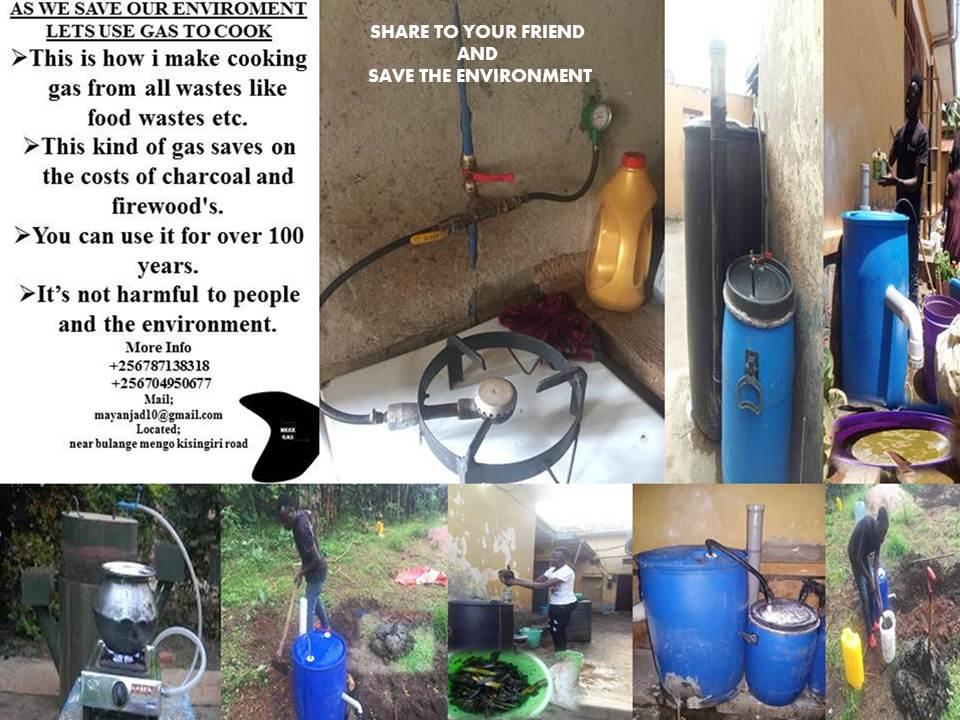 AS WE SAVE OUR ENVIROMENT
LETS USE GAS TO COOK
➢This is how i make cooking
gas from all wastes like
food wastes etc.
➢This kind of gas saves on
the costs of charcoal and
firewood's.
➢You can use it for over 100
years.
➢It’s not harmful to people
and the environment.
More Info
+256787138318
+256704950677
Mail;
mayanjad10@gmail.com
Located;
near bulange mengo kisingiri road
GAS
SHARE TO YOUR FRIEND
AND
SAVE THE ENVIRONMENT